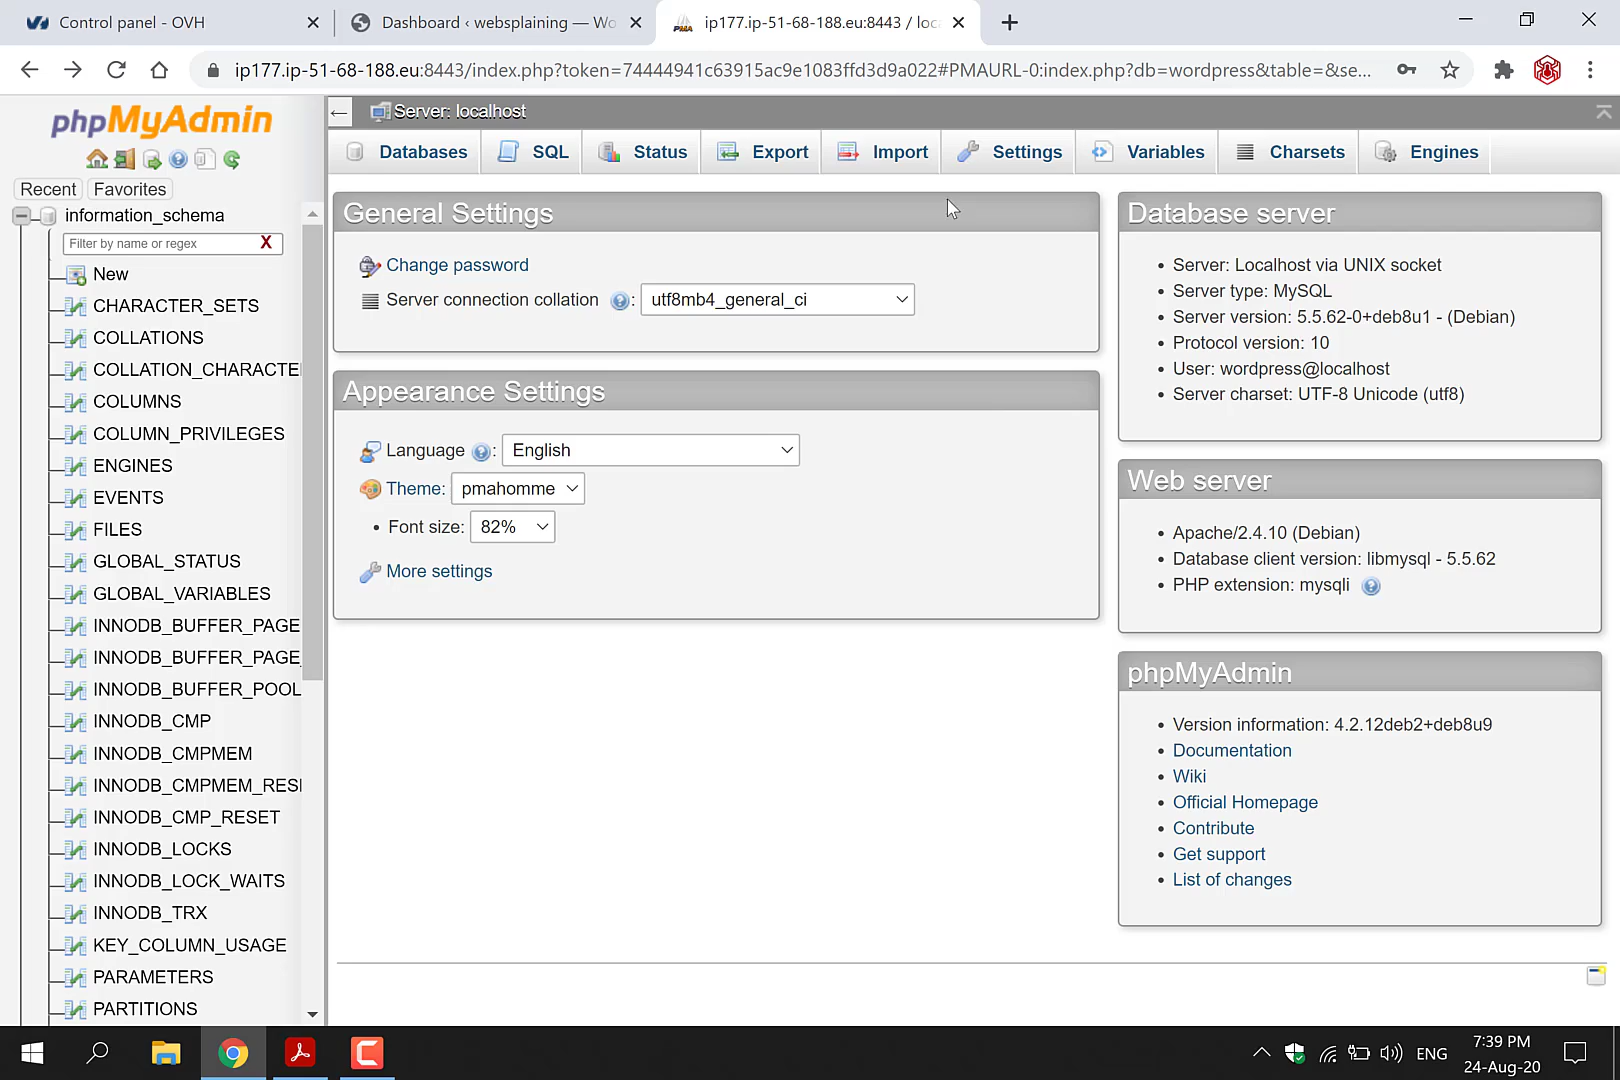 Control panel - OVH
Dashboard ‹ websplaining — Wo
ip177.ip-51-68-188.eu:8443 / loc
ip177.ip-51-68-188.eu:8443/index.php?token=74444941c63915ac9e1083ffd3d9a022#PMAURL-0:index.php?db=wordpress&table=&se...
phpMyAdmin
Recent Favorites
information_schema
Filter by name or regex X
New
CHARACTER_SETS
COLLATIONS
COLLATION_CHARACTE
COLUMNS
COLUMN_PRIVILEGES
ENGINES
EVENTS
FILES
GLOBAL_STATUS
GLOBAL_VARIABLES
INNODB_BUFFER_PAGE
INNODB_BUFFER_PAGE_
INNODB_BUFFER_POOL
INNODB_CMP
INNODB_CMPMEM
INNODB_CMPMEM_RESE
INNODB_CMP_RESET
INNODB_LOCKS
INNODB_LOCK_WAITS
INNODB_TRX
KEY_COLUMN_USAGE
PARAMETERS
PARTITIONS
Server: localhost
Databases SQL Status Export Import Settings Variables Charsets Engines
General Settings
Change password
Server connection collation : utf8mb4_general_ci
Appearance Settings
Language : English
Theme: pmahomme
• Font size: 82%
More settings
Database server
• Server: Localhost via UNIX socket
• Server type: MySQL
• Server version: 5.5.62-0+deb8u1 - (Debian)
• Protocol version: 10
• User: wordpress@localhost
• Server charset: UTF-8 Unicode (utf8)
Web server
• Apache/2.4.10 (Debian)
• Database client version: libmysql - 5.5.62
• PHP extension: mysqli
phpMyAdmin
• Version information: 4.2.12deb2+deb8u9
• Documentation
• Wiki
• Official Homepage
• Contribute
• Get support
• List of changes
ENG
7:39 PM
24-Aug-20